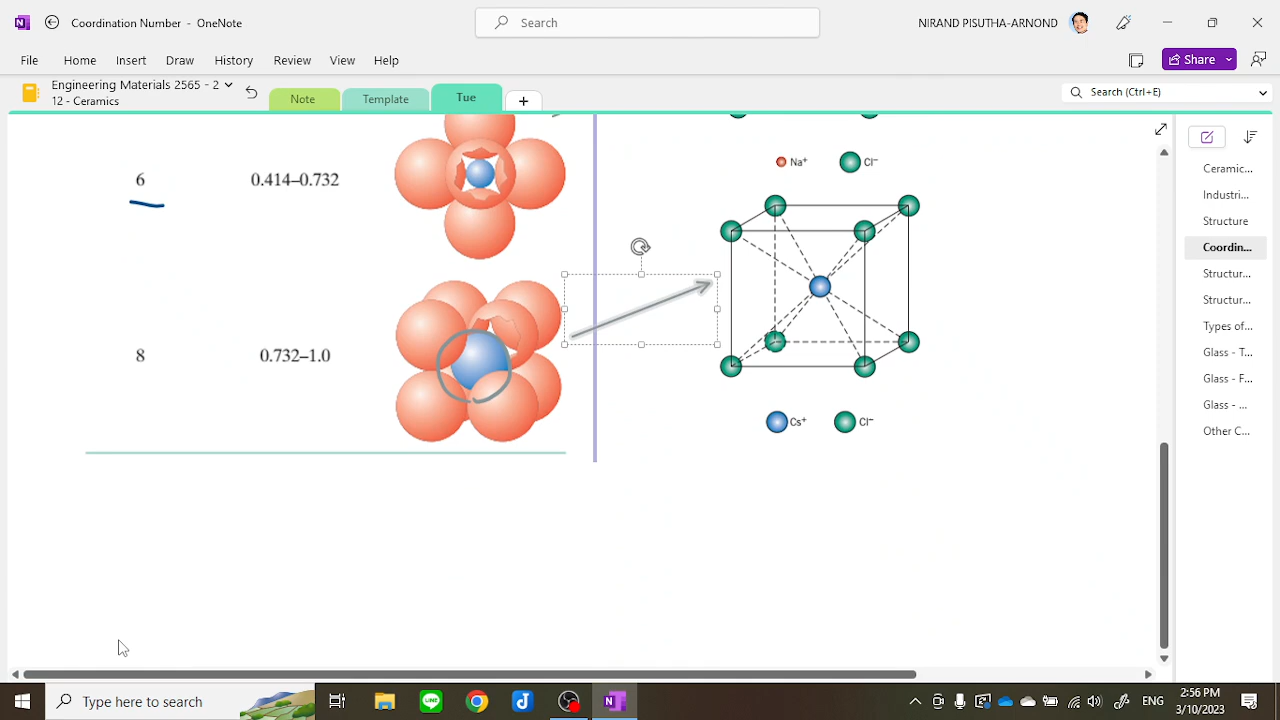 Coordination Number - OneNote
Search
NIRAND PISUTHA-ARNOND
File Home Insert Draw History Review View Help
Share
Engineering Materials 2565 - 2
12 - Ceramics
Note
Template
Tue
Search (Ctrl+E)
6
0.414–0.732
8
0.732–1.0
Na⁺
Cl⁻
Cs⁺
Cl⁻
Ceramic...
Industri...
Structure
Coordin...
Structur...
Structur...
Types of...
Glass - T...
Glass - F...
Glass - ...
Other C...
Type here to search
LINE
ENG
2:56 PM
3/10/2023